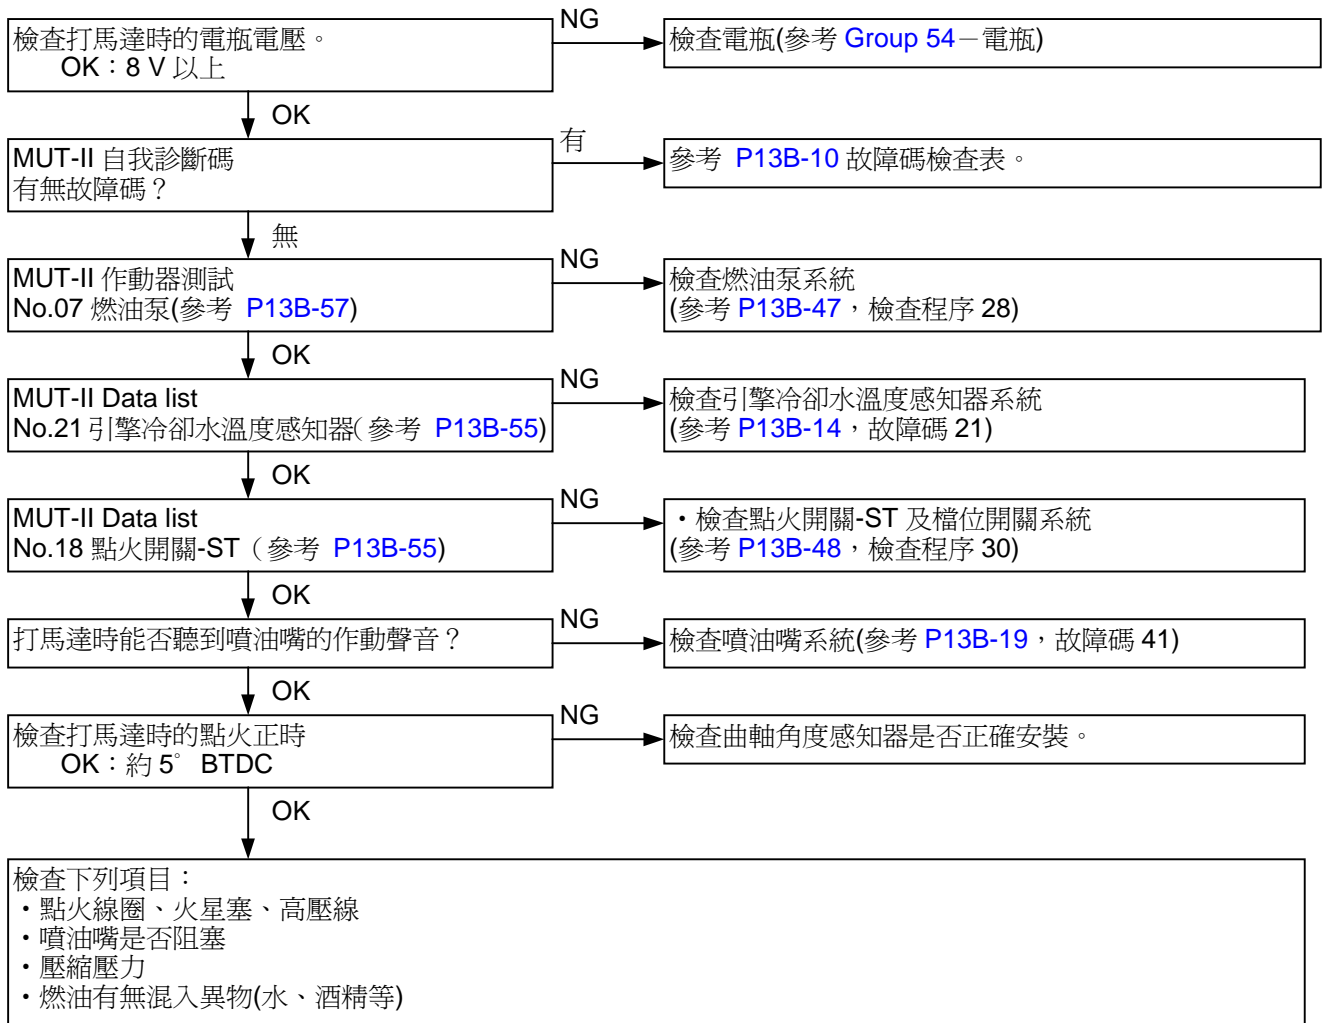 檢查打馬達時的電瓶電壓。
OK：8 V 以上
NG
檢查電瓶(參考 Group 54－電瓶)
OK
MUT-II 自我診斷碼
有無故障碼？
有
參考 P13B-10 故障碼檢查表。
無
MUT-II 作動器測試
No.07 燃油泵(參考 P13B-57)
NG
檢查燃油泵系統
(參考 P13B-47，檢查程序 28)
OK
MUT-II Data list
No.21 引擎冷卻水溫度感知器(參考 P13B-55)
NG
檢查引擎冷卻水溫度感知器系統
(參考 P13B-14，故障碼 21)
OK
MUT-II Data list
No.18 點火開關-ST（參考 P13B-55)
NG
・檢查點火開關-ST 及檔位開關系統
(參考 P13B-48，檢查程序 30)
OK
打馬達時能否聽到噴油嘴的作動聲音？
NG
檢查噴油嘴系統(參考 P13B-19，故障碼 41)
OK
檢查打馬達時的點火正時
OK：約 5° BTDC
NG
檢查曲軸角度感知器是否正確安裝。
OK
檢查下列項目：
・點火線圈、火星塞、高壓線
・噴油嘴是否阻塞
・壓縮壓力
・燃油有無混入異物(水、酒精等)